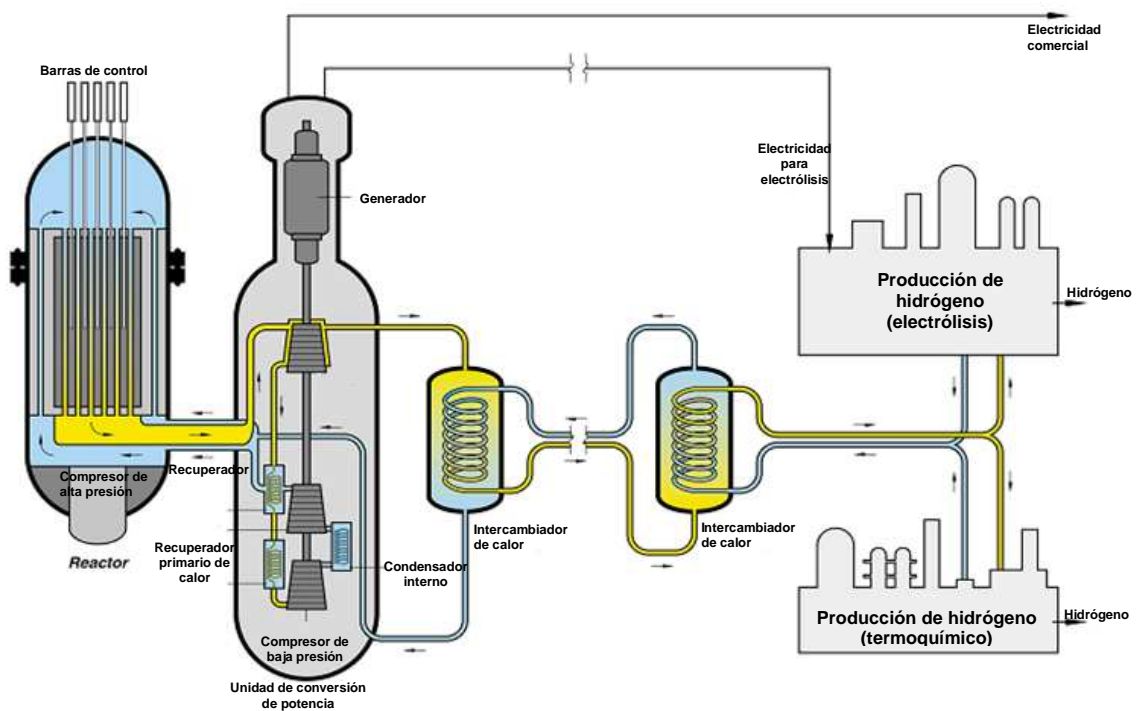 Electricidad
comercial
Barras de control
Electricidad
para
electrólisis
Generador
Producción de
hidrógeno
(electrólisis)
Hidrógeno
Recuperador
Compresor de
alta presión
Reactor
Recuperador
primario de
calor
Condensador
interno
Intercambiador
de calor
Intercambiador
de calor
Compresor de
baja presión
Unidad de conversión
de potencia
Producción de hidrógeno
(termoquímico)
Hidrógeno